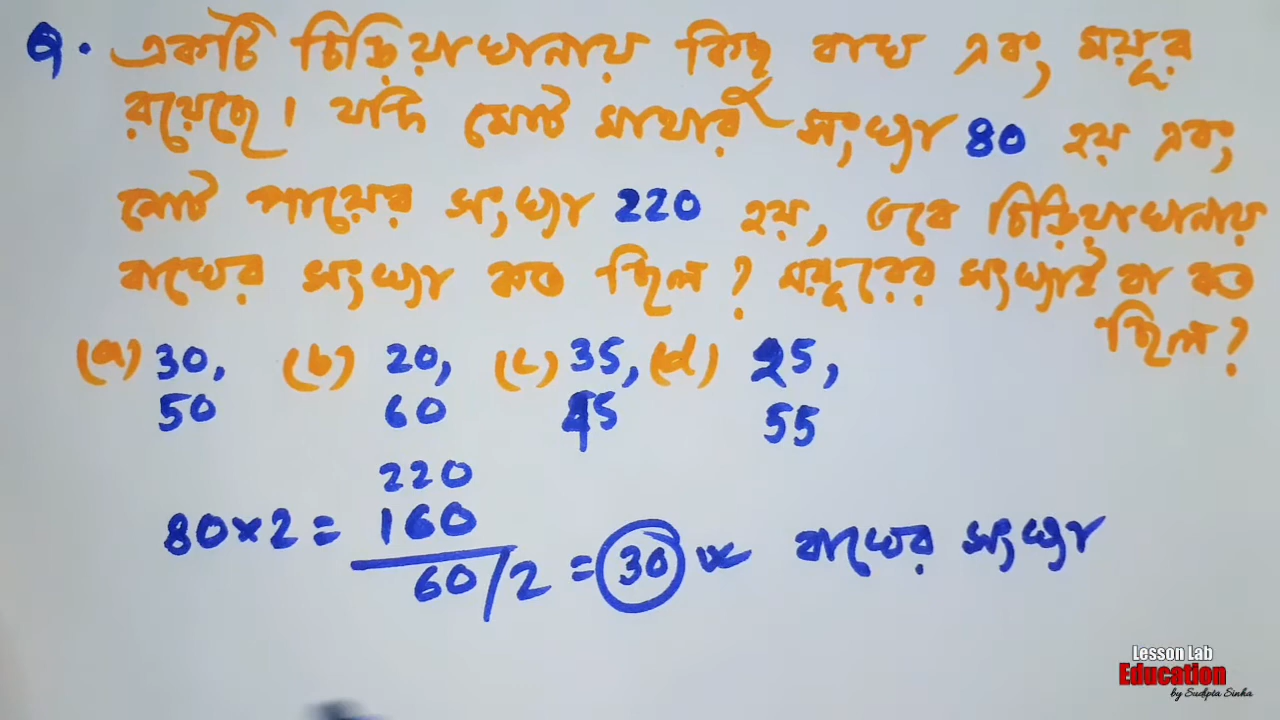 Q. একটি চিড়িয়াখানায় কিছু বাঘ এবং ময়ূর
রয়েছে। যদি মোট মাথার সংখ্যা 80 হয় এবং
মোট পায়ের সংখ্যা 220 হয়, তবে চিড়িয়াখানায়
বাঘের সংখ্যা কত ছিল? ময়ূরের সংখ্যাই বা কত
ছিল?
(a) 30, (b) 20, (c) 35, (d) 25,
50 60 45 55
220
80×2= 160
60/2 = 30 বাঘের সংখ্যা
Lesson Lab
Education
by Sudipta Sinha